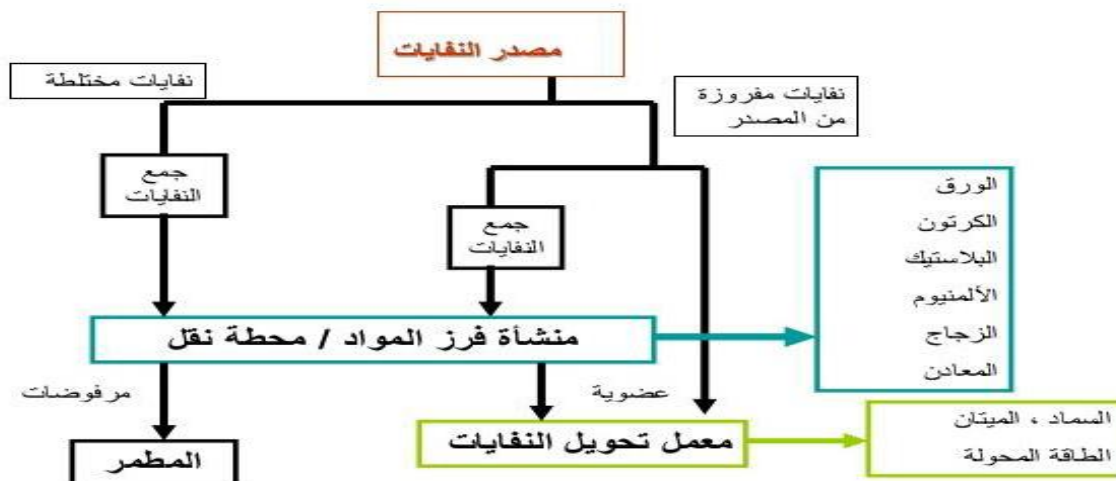 مصدر النفايات
نفايات مختلطة
نفايات مفروزة
من المصدر
جمع
النفايات
جمع
النفايات
الورق
الكرتون
البلاستيك
الألمنيوم
الزجاج
المعادن
منشأة فرز المواد / محطة نقل
مرفوضات
عضوية
المطمر
معمل تحويل النفايات
السماد ، الميتان
الطاقة المحولة